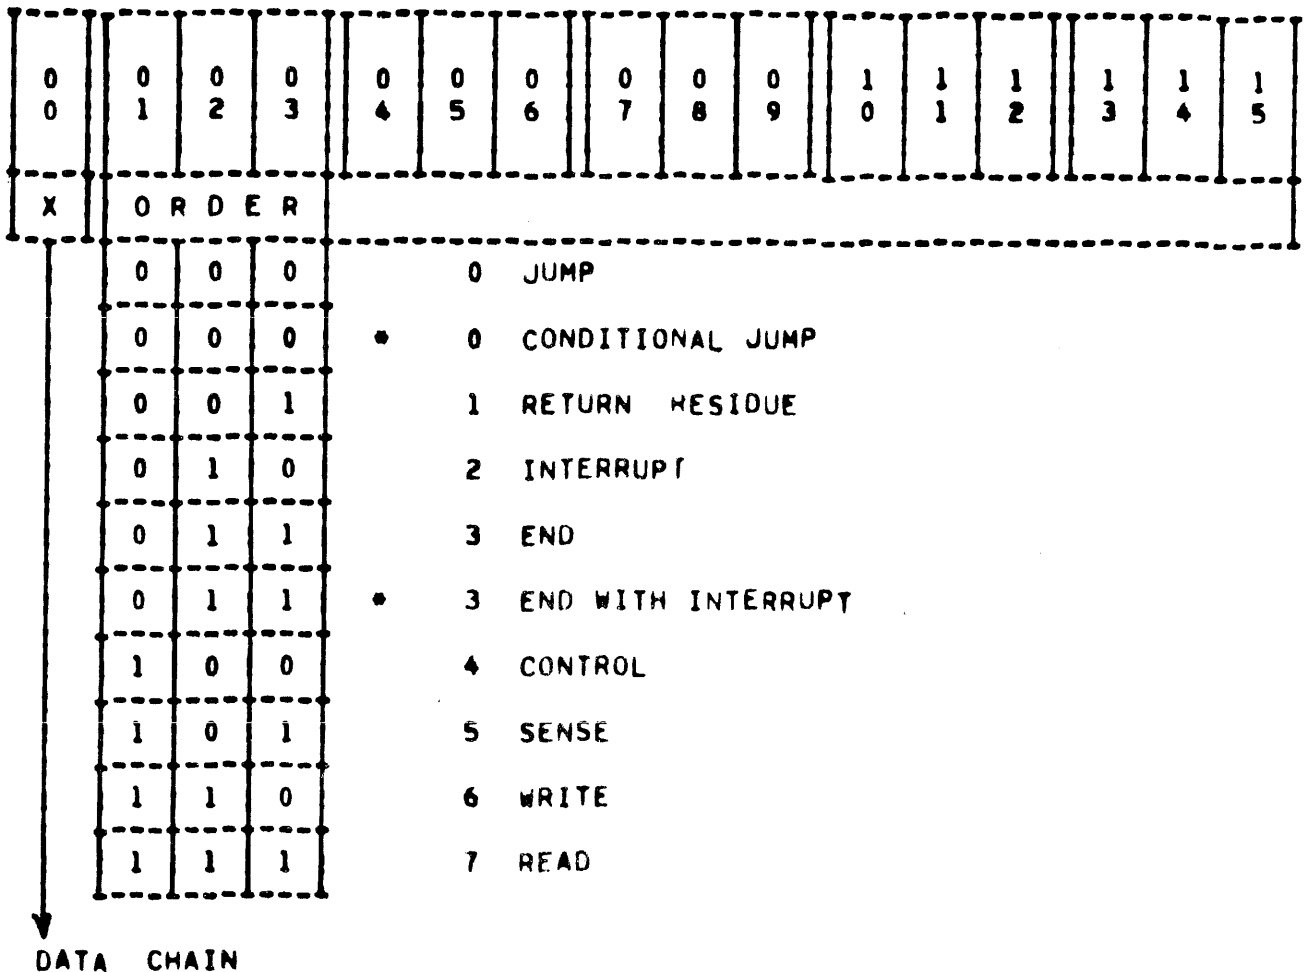 0 0 0 0 0 0 0 0 0 0 1 1 1 1 1 1
0 1 2 3 4 5 6 7 8 9 0 1 2 3 4 5
X O R D E R
0 0 0 0 JUMP
0 0 0 * 0 CONDITIONAL JUMP
0 0 1 1 RETURN RESIDUE
0 1 0 2 INTERRUPT
0 1 1 3 END
0 1 1 * 3 END WITH INTERRUPT
1 0 0 4 CONTROL
1 0 1 5 SENSE
1 1 0 6 WRITE
1 1 1 7 READ
DATA CHAIN